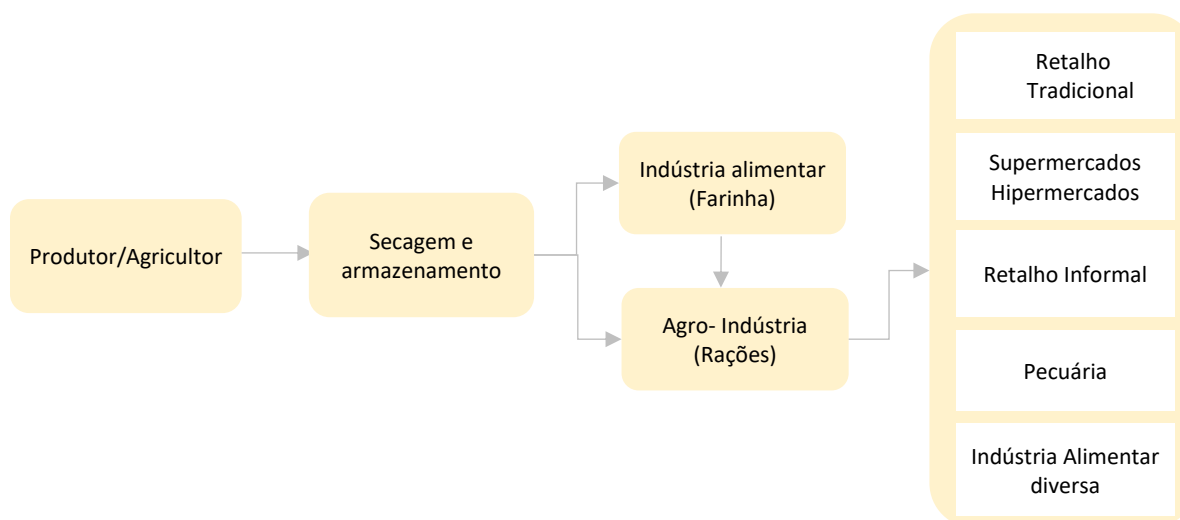 Produtor/Agricultor
Secagem e
armazenamento
Indústria alimentar
(Farinha)
Agro- Indústria
(Rações)
Retalho
Tradicional
Supermercados
Hipermercados
Retalho Informal
Pecuária
Indústria Alimentar
diversa